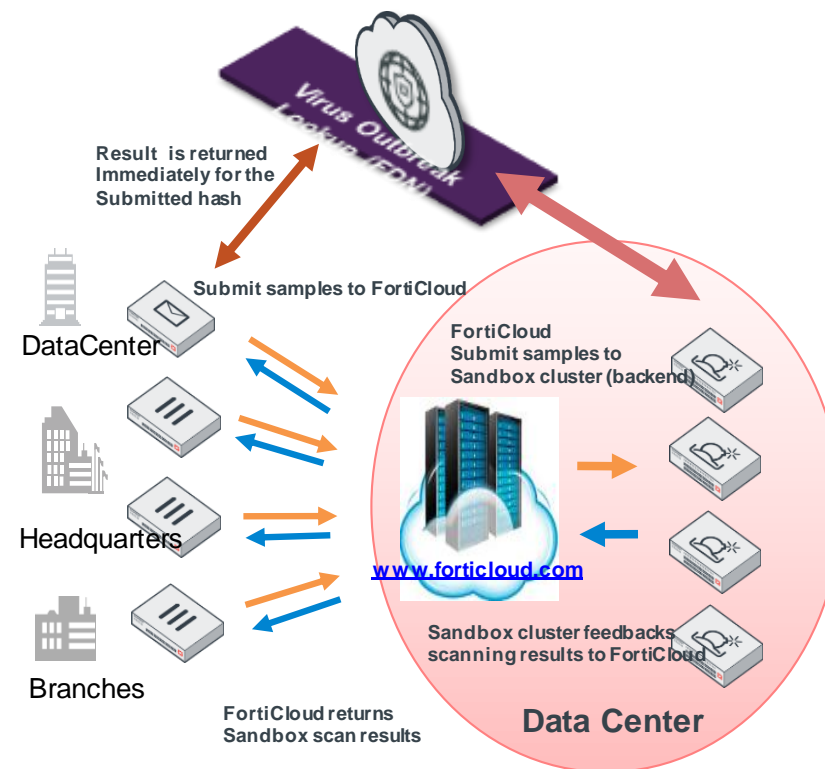 Virus Outbreak
Lookup (FDN)
Result is returned
Immediately for the
Submitted hash
Submit samples to FortiCloud
DataCenter
FortiCloud
Submit samples to
Sandbox cluster (backend)
Headquarters
www.forticloud.com
Sandbox cluster feedbacks
scanning results to FortiCloud
Branches
FortiCloud returns
Sandbox scan results
Data Center